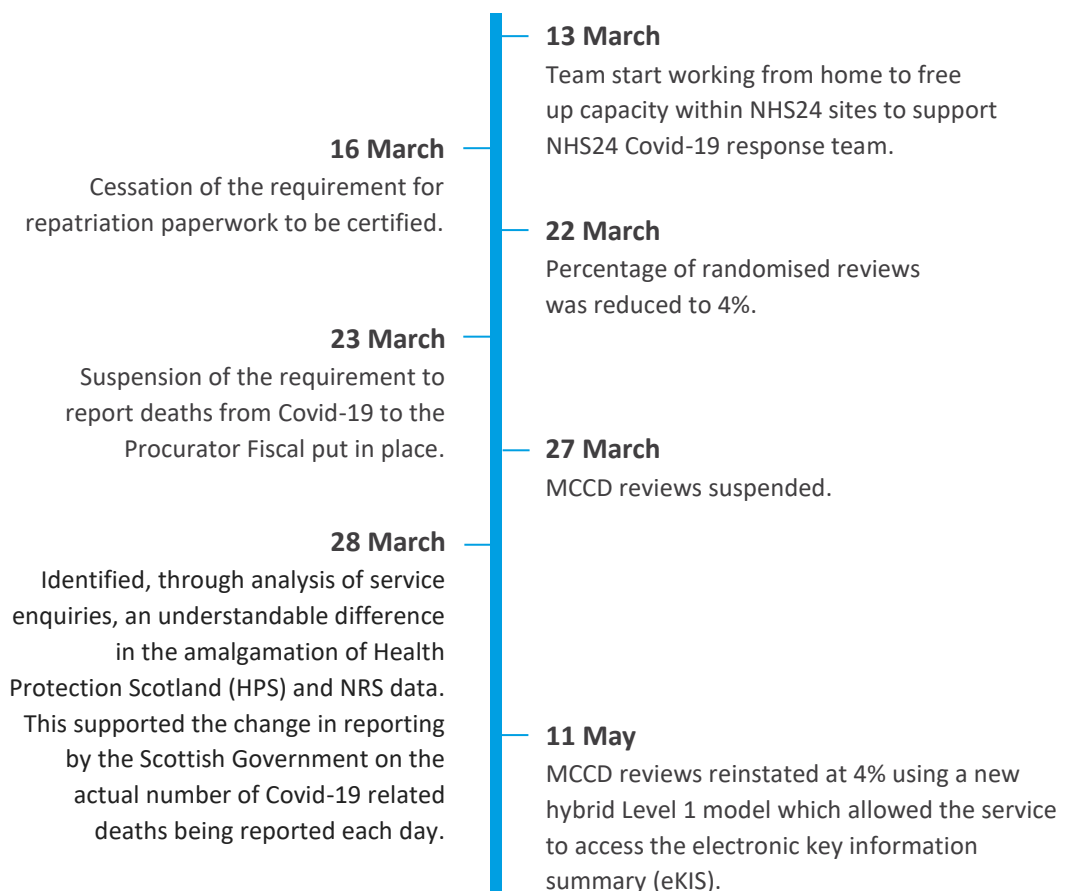 13 March
Team start working from home to free
up capacity within NHS24 sites to support
NHS24 Covid-19 response team.
16 March
Cessation of the requirement for
repatriation paperwork to be certified.
22 March
Percentage of randomised reviews
was reduced to 4%.
23 March
Suspension of the requirement to
report deaths from Covid-19 to the
Procurator Fiscal put in place.
27 March
MCCD reviews suspended.
28 March
Identified, through analysis of service
enquiries, an understandable difference
in the amalgamation of Health
Protection Scotland (HPS) and NRS data.
This supported the change in reporting
by the Scottish Government on the
actual number of Covid-19 related
deaths being reported each day.
11 May
MCCD reviews reinstated at 4% using a new
hybrid Level 1 model which allowed the service
to access the electronic key information
summary (eKIS).